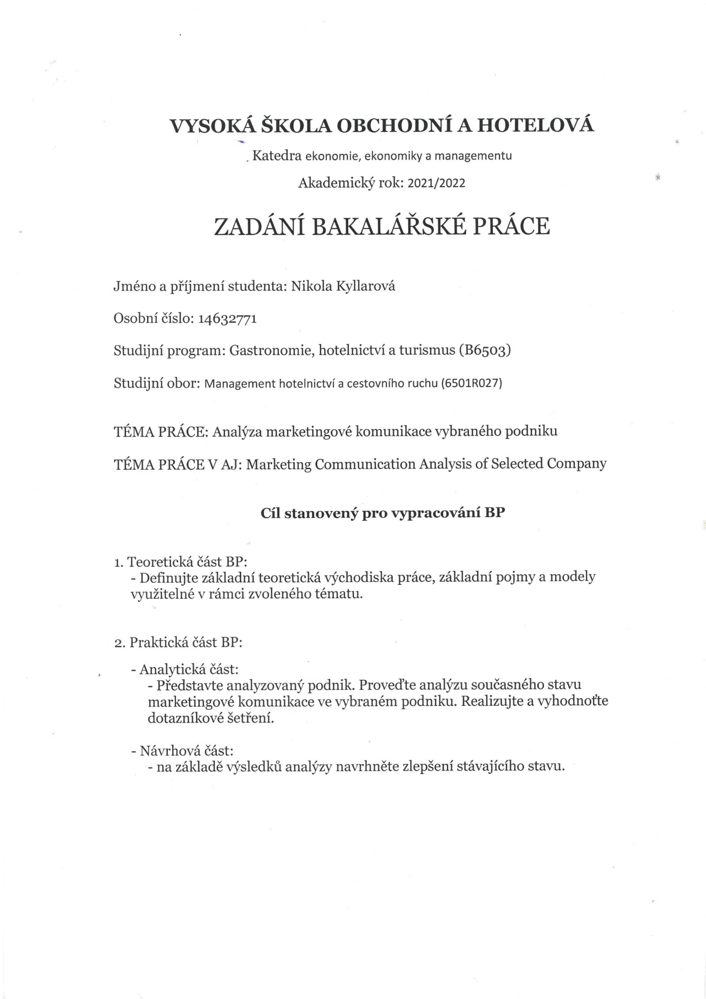 VYSOKÁ ŠKOLA OBCHODNÍ A HOTELOVÁ
Katedra ekonomie, ekonomiky a managementu
Akademický rok: 2021/2022
ZADÁNÍ BAKALÁŘSKÉ PRÁCE
Jméno a příjmení studenta: Nikola Kyllarová
Osobní číslo: 14632771
Studijní program: Gastronomie, hotelnictví a turismus (B6503)
Studijní obor: Management hotelnictví a cestovního ruchu (6501R027)
TÉMA PRÁCE: Analýza marketingové komunikace vybraného podniku
TÉMA PRÁCE V AJ: Marketing Communication Analysis of Selected Company
Cíl stanovený pro vypracování BP
1. Teoretická část BP:
- Definujte základní teoretická východiska práce, základní pojmy a modely
využitelné v rámci zvoleného tématu.
2. Praktická část BP:
- Analytická část:
- Představte analyzovaný podnik. Proveďte analýzu současného stavu
marketingové komunikace ve vybraném podniku. Realizujte a vyhodnoťte
dotazníkové šetření.
- Návrhová část:
- na základě výsledků analýzy navrhněte zlepšení stávajícího stavu.